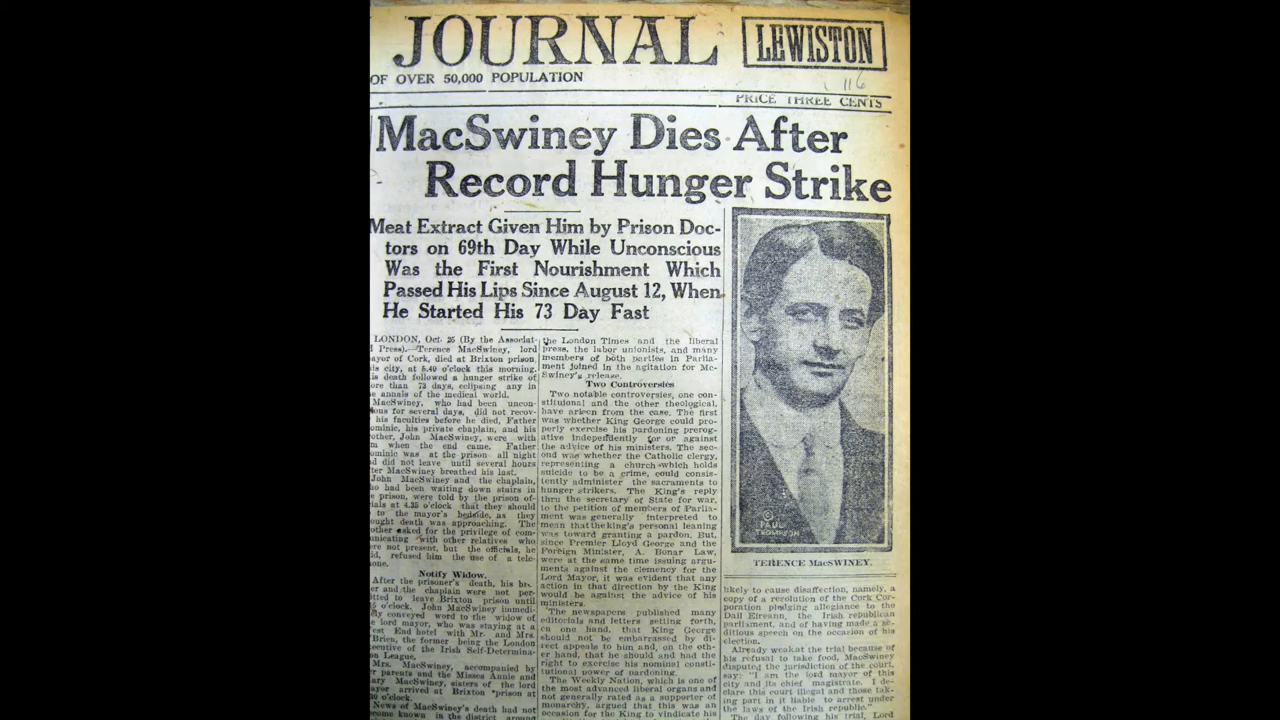 JOURNAL
LEWISTON
OF OVER 50,000 POPULATION
116
PRICE THREE CENTS
MacSwiney Dies After
Record Hunger Strike
Meat Extract Given Him by Prison Doc-
tors on 69th Day While Unconscious
Was the First Nourishment Which
Passed His Lips Since August 12, When
He Started His 73 Day Fast
LONDON, Oct. 25 (By the Associat-
d Press).—Terence MacSwiney, lord
ayor of Cork, died at Brixton prison,
is city, at 5.40 o'clock this morning.
is death followed a hunger strike of
ore than 73 days, eclipsing any in
e annals of the medical world.
MacSwiney, who had been uncon-
ious for several days, did not recov-
his faculties before he died, Father
ominic, his private chaplain, and his
other, John MacSwiney, were with
m when the end came. Father
ominic was at the prison all night
d did not leave until several hours
ter MacSwiney breathed his last.
John MacSwiney and the chaplain,
ho had been waiting down stairs in
e prison, were told by the prison of-
ials at 4.35 o'clock that they should
to the mayor's bedside, as they
ought death was approaching. The
other asked for the privilege of com-
unicating with other relatives who
ere not present, but the officials, he
id, refused him the use of a tele-
one.
Notify Widow.
After the prisoner's death, his br-
er and the chaplain were not per-
itted to leave Brixton prison until
o'clock. John MacSwiney immedi-
ly conveyed word to the widow of
e lord mayor, who was staying at a
est End hotel with Mr. and Mrs.
'Brien, the former being the London
xecutive of the Irish Self-Determina-
on League.
Mrs. MacSwiney, accompanied by
r parents and the Misses Annie and
ary MacSwiney, sisters of the lord
ayor arrived at Brixton prison at
o'clock.
News of MacSwiney's death had not
come known in the district around
the London Times and the liberal
press, the labor unionists, and many
members of both parties in Parlia-
ment joined in the agitation for Mc-
Swiney's release.
Two Controversies
Two notable controversies, one con-
stitutional and the other theological,
have arisen from the case. The first
was whether King George could pro-
perly exercise his pardoning prerog-
ative independently for or against
the advice of his ministers. The sec-
ond was whether the Catholic clergy,
representing a church which holds
suicide to be a crime, could consis-
tently administer the sacraments to
hunger strikers. The King's reply
thru the secretary of State for war,
to the petition of members of Parlia-
ment was generally interpreted to
mean that the king's personal leaning
was toward granting a pardon. But,
since Premier Lloyd George and the
Foreign Minister, A. Bonar Law,
were at the same time issuing argu-
ments against the clemency for the
Lord Mayor, it was evident that any
action in that direction by the King
would be against the advice of his
ministers.
The newspapers published many
editorials and letters setting forth,
on one hand, that King George
should not be embarrassed by di-
rect appeals to him and, on the oth-
er hand, that he should and had the
right to exercise his nominal consti-
tutional power of pardoning.
The Weekly Nation, which is one of
the most advanced liberal organs and
not generally rated as a supporter of
monarchy, argued that this was an
occasion for the King to vindicate his
© PAUL
THOMPSON
TERENCE MacSWINEY.
likely to cause disaffection, namely, a
copy of a resolution of the Cork Cor-
poration pledging allegiance to the
Dail Eireann, the Irish republican
parliament, and of having made a se-
ditious speech on the occasion of his
election.
Already weak at the trial because of
his refusal to take food, MacSwiney
disputed the jurisdiction of the court,
say: "I am the lord mayor of this
city and its chief magistrate. I de-
clare this court illegal and those tak-
ing part in it liable to arrest under
the laws of the Irish republic."
The day following his trial, Lord